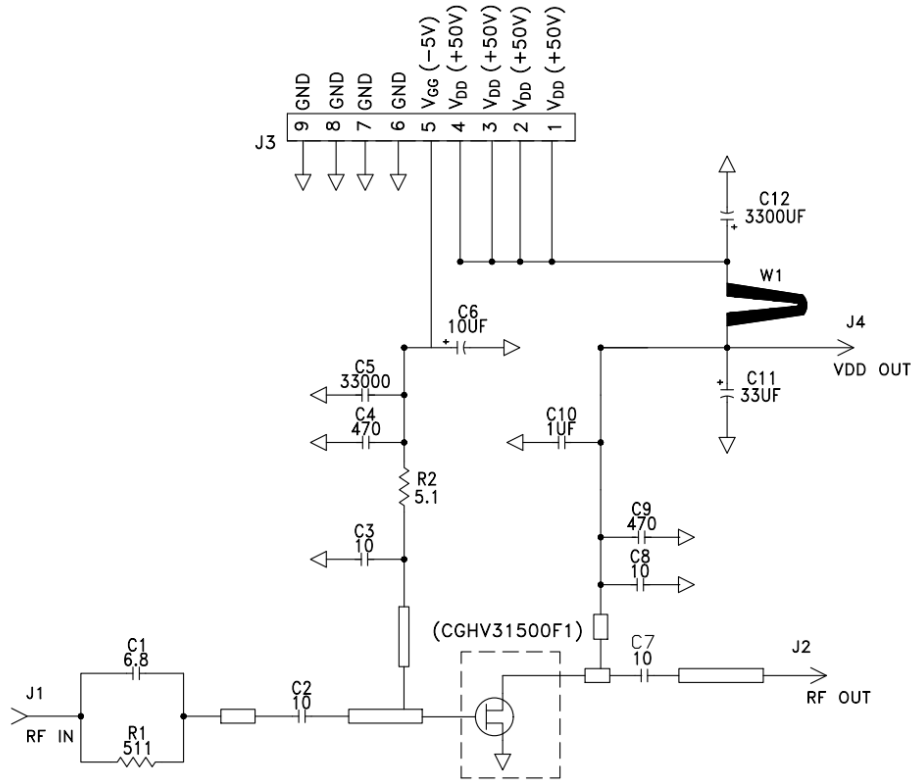 GND
GND
GND
GND
VGG (-5V)
VDD (+50V)
VDD (+50V)
VDD (+50V)
VDD (+50V)
J3
9
8
7
6
5
4
3
2
1
C12
3300UF
+
W1
C6
10UF
+
J4
VDD OUT
C5
33000
+
C11
33UF
C4
470
C10
1UF
R2
5.1
C9
470
C3
10
C8
10
(CGHV31500F1)
C1
6.8
C7
10
J2
RF OUT
J1
RF IN
C2
10
R1
511